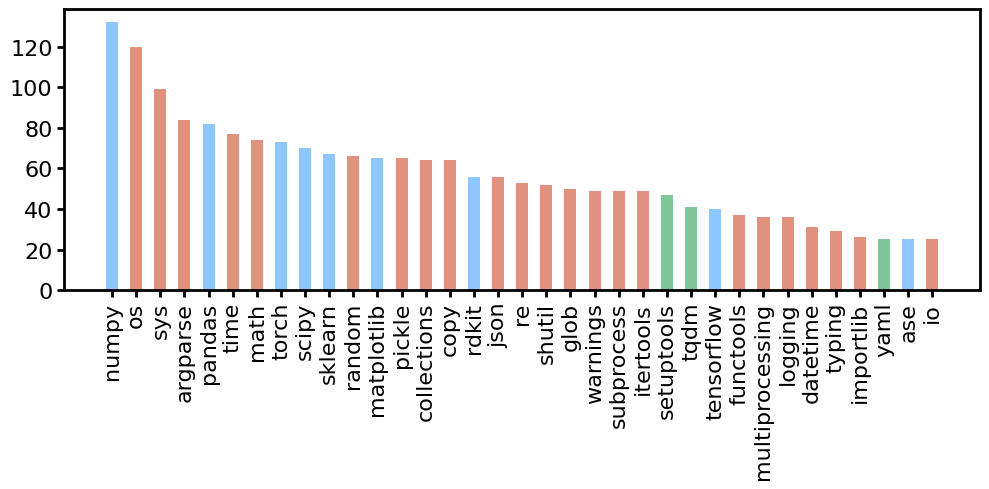 120
100
80
60
40
20
0
numpy
os
sys
argparse
pandas
time
math
torch
scipy
sklearn
random
matplotlib
pickle
collections
copy
rdkit
json
re
shutil
glob
warnings
subprocess
itertools
setuptools
tqdm
tensorflow
functools
multiprocessing
logging
datetime
typing
importlib
yaml
ase
io